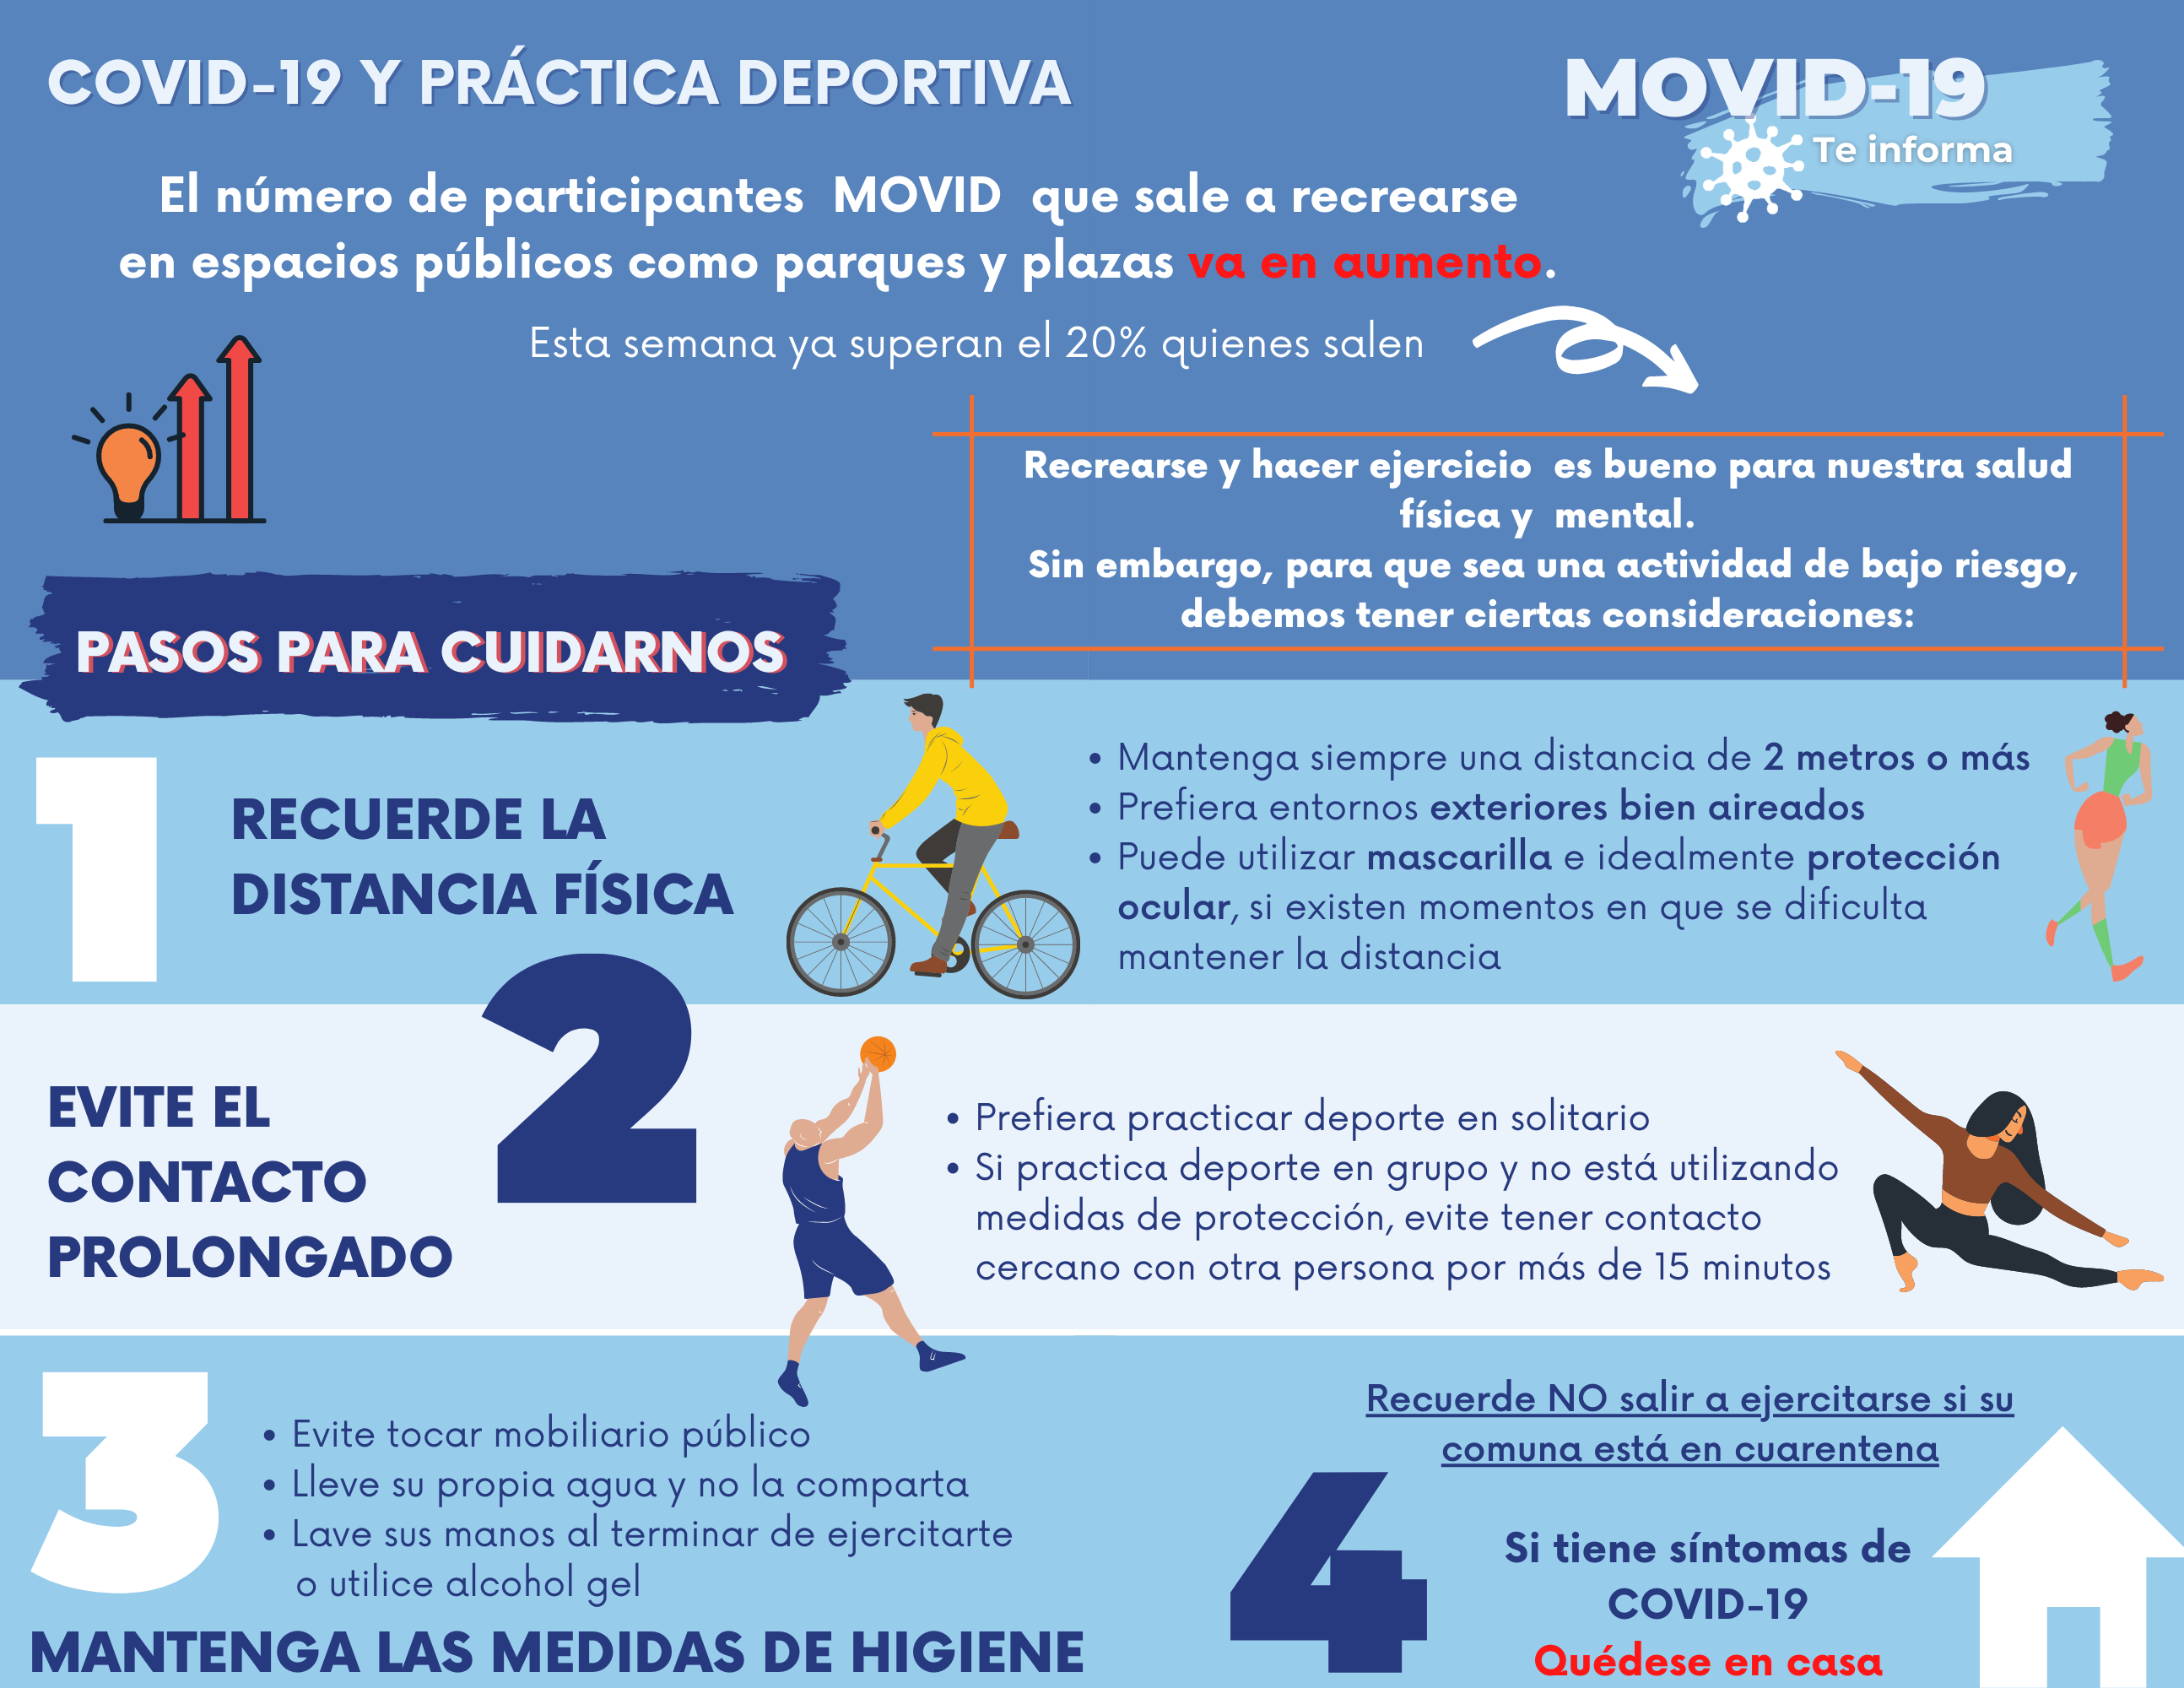 COVID-19 Y PRÁCTICA DEPORTIVA
MOVID-19
Te informa
El número de participantes MOVID que sale a recrearse
en espacios públicos como parques y plazas va en aumento.
Esta semana ya superan el 20% quienes salen
Recrearse y hacer ejercicio es bueno para nuestra salud
física y mental.
Sin embargo, para que sea una actividad de bajo riesgo,
debemos tener ciertas consideraciones:
PASOS PARA CUIDARNOS
1
RECUERDE LA
DISTANCIA FÍSICA
• Mantenga siempre una distancia de 2 metros o más
• Prefiera entornos exteriores bien aireados
• Puede utilizar mascarilla e idealmente protección
ocular, si existen momentos en que se dificulta
mantener la distancia
2
EVITE EL
CONTACTO
PROLONGADO
• Prefiera practicar deporte en solitario
• Si practica deporte en grupo y no está utilizando
medidas de protección, evite tener contacto
cercano con otra persona por más de 15 minutos
3
• Evite tocar mobiliario público
• Lleve su propia agua y no la comparta
• Lave sus manos al terminar de ejercitarte
o utilice alcohol gel
MANTENGA LAS MEDIDAS DE HIGIENE
4
Recuerde NO salir a ejercitarse si su
comuna está en cuarentena
Si tiene síntomas de
COVID-19
Quédese en casa